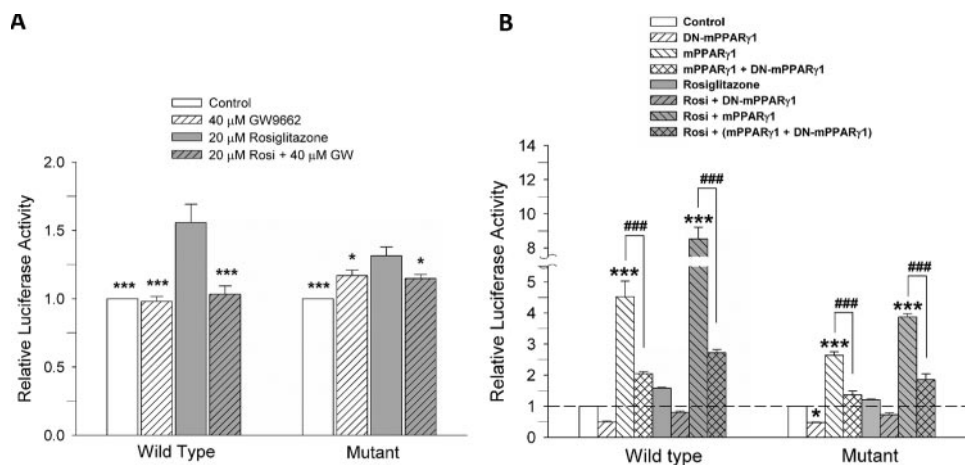 A
Control
40 μM GW9662
20 μM Rosiglitazone
20 μM Rosi + 40 μM GW
Relative Luciferase Activity
2.0
1.5
1.0
0.5
0.0
***
***
***
***
*
*
Wild Type
Mutant
B
Control
DN-mPPARγ1
mPPARγ1
mPPARγ1 + DN-mPPARγ1
Rosiglitazone
Rosi + DN-mPPARγ1
Rosi + mPPARγ1
Rosi + (mPPARγ1 + DN-mPPARγ1)
Relative Luciferase Activity
14
12
10
8
5
4
3
2
1
0
***
###
***
###
*
***
###
***
###
Wild type
Mutant